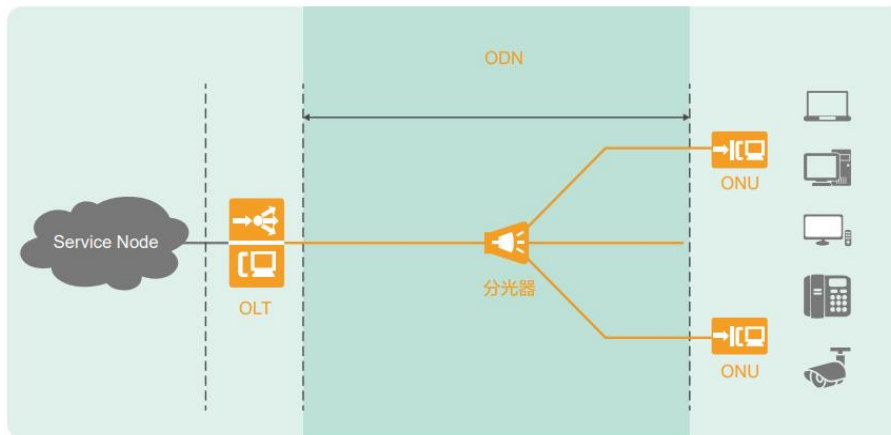 ODN
ONU
Service Node
分光器
OLT
ONU